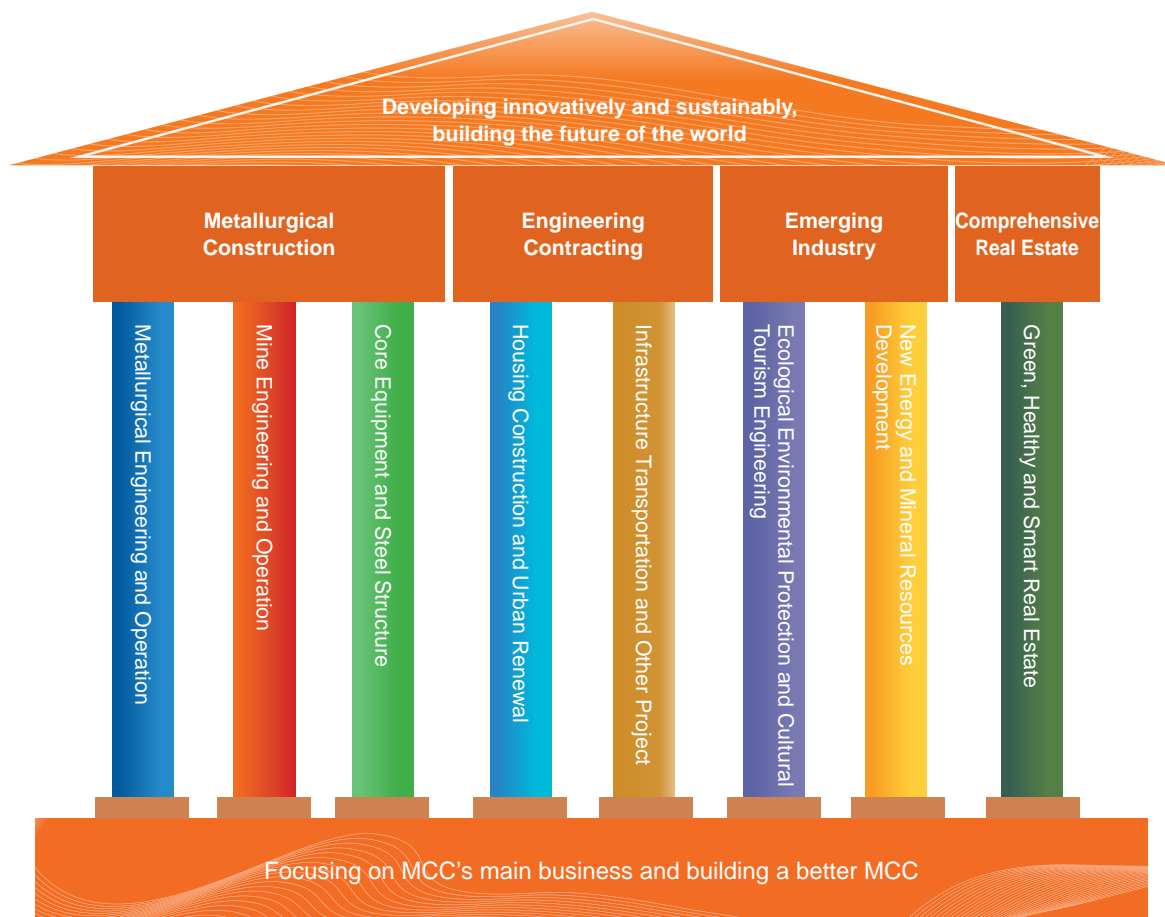 Developing innovatively and sustainably,
building the future of the world
Metallurgical
Construction
Engineering
Contracting
Emerging
Industry
Comprehensive
Real Estate
Metallurgical Engineering and Operation
Mine Engineering and Operation
Core Equipment and Steel Structure
Housing Construction and Urban Renewal
Infrastructure Transportation and Other Project
Ecological Environmental Protection and Cultural
Tourism Engineering
New Energy and Mineral Resources
Development
Green, Healthy and Smart Real Estate
Focusing on MCC’s main business and building a better MCC